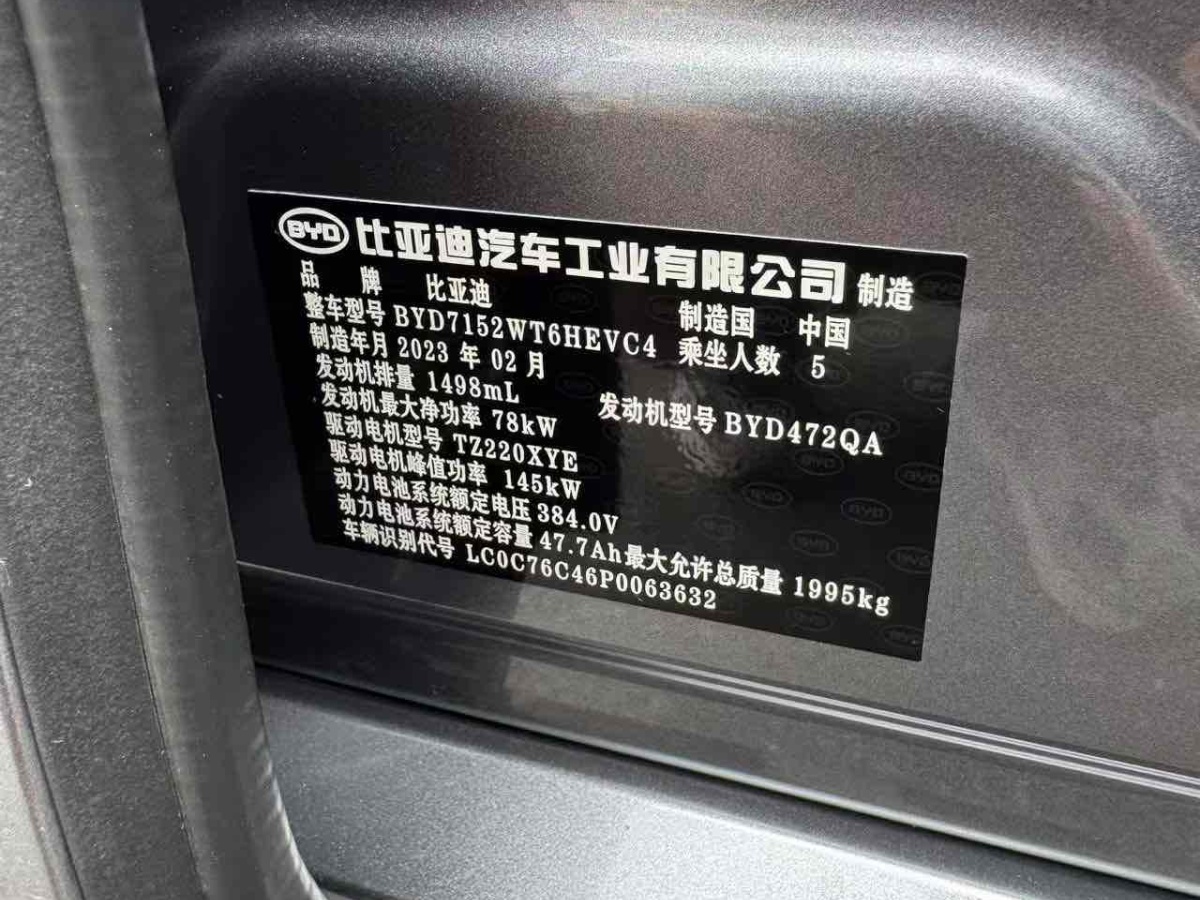 BYD 比亚迪汽车工业有限公司 制造
品 牌 比亚迪 制造国 中国
整车型号 BYD7152WT6HEVC4 乘坐人数 5
制造年月 2023 年 02 月
发动机排量 1498mL 发动机型号 BYD472QA
发动机最大净功率 78kW
驱动电机型号 TZ220XYE
驱动电机峰值功率 145kW
动力电池系统额定电压 384.0V
动力电池系统额定容量 47.7Ah 最大允许总质量 1995kg
车辆识别代号 LC0C76C46P0063632